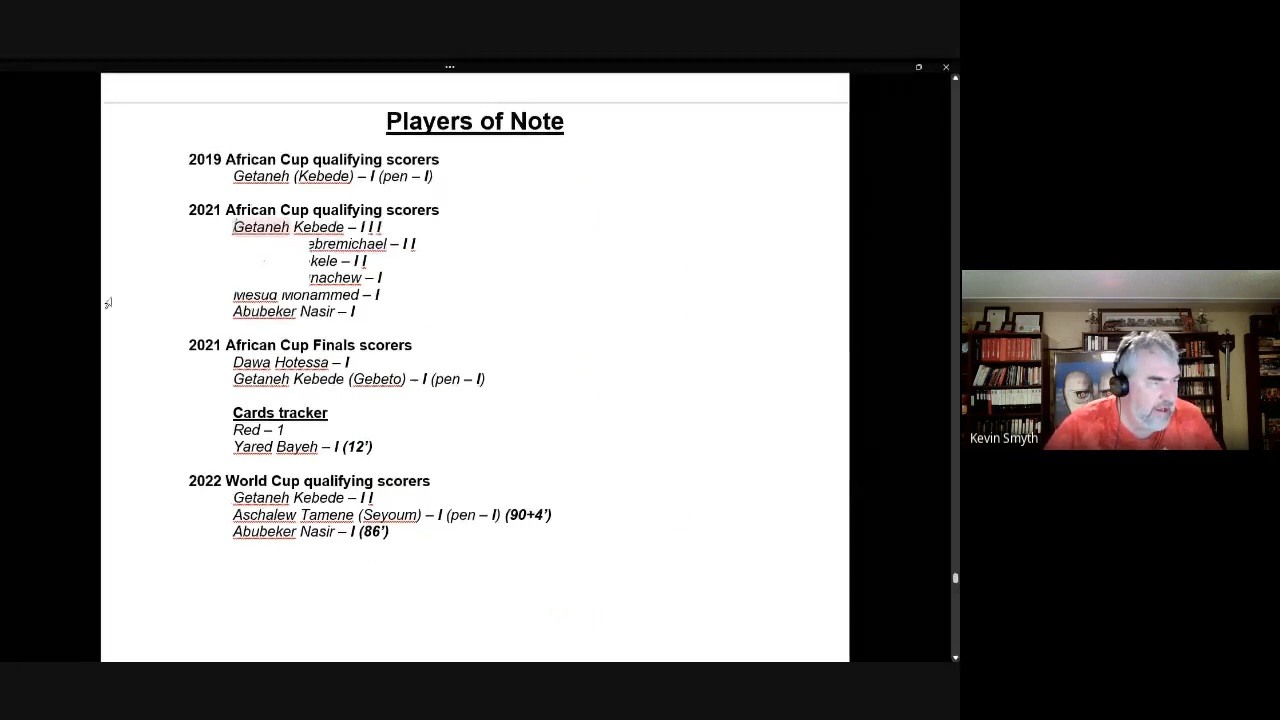 Players of Note
2019 African Cup qualifying scorers
Getaneh (Kebede) – I (pen – I)
2021 African Cup qualifying scorers
Getaneh Kebede – I I I
ebremichael – I I
kele – I I
nachew – I
Mesud Mohammed – I
Abubeker Nasir – I
2021 African Cup Finals scorers
Dawa Hotessa – I
Getaneh Kebede (Gebeto) – I (pen – I)
Cards tracker
Red – 1
Yared Bayeh – I (12’)
2022 World Cup qualifying scorers
Getaneh Kebede – I I
Aschalew Tamene (Seyoum) – I (pen – I) (90+4’)
Abubeker Nasir – I (86’)
Kevin Smyth